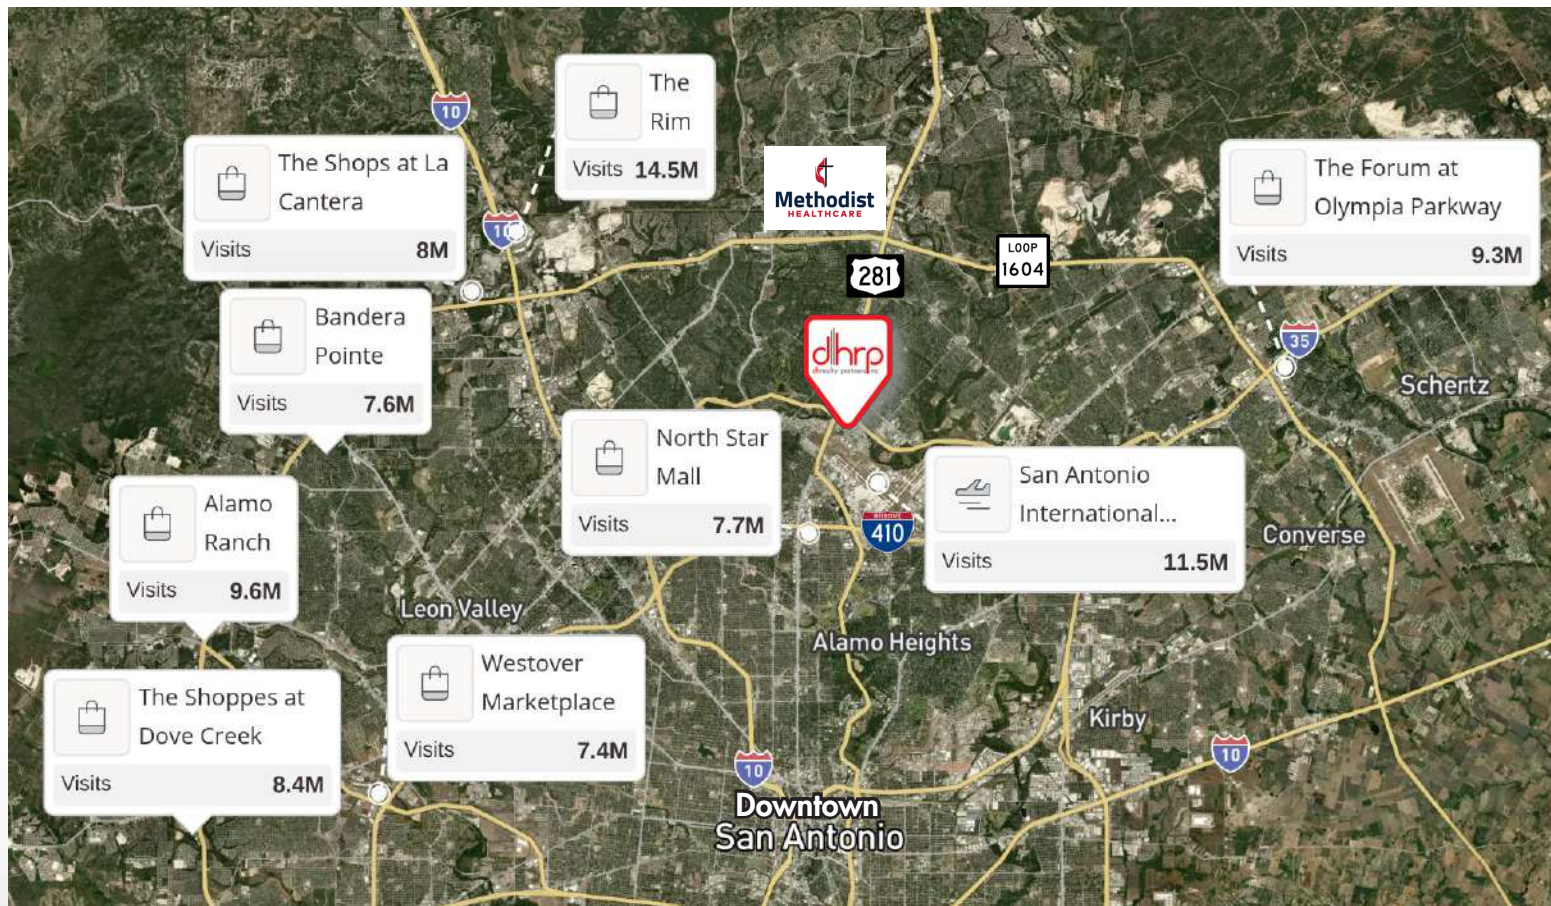 10
The
Rim
Visits 14.5M
The Shops at La
Cantera
Visits 8M
Methodist
HEALTHCARE
The Forum at
Olympia Parkway
Visits 9.3M
10
LOOP
1604
281
Bandera
Pointe
Visits 7.6M
dhrp
35
Schertz
North Star
Mall
Visits 7.7M
San Antonio
International...
Visits 11.5M
410
Alamo
Ranch
Visits 9.6M
Converse
Leon Valley
Alamo Heights
Westover
Marketplace
Visits 7.4M
The Shoppes at
Dove Creek
Visits 8.4M
Kirby
10
10
Downtown
San Antonio